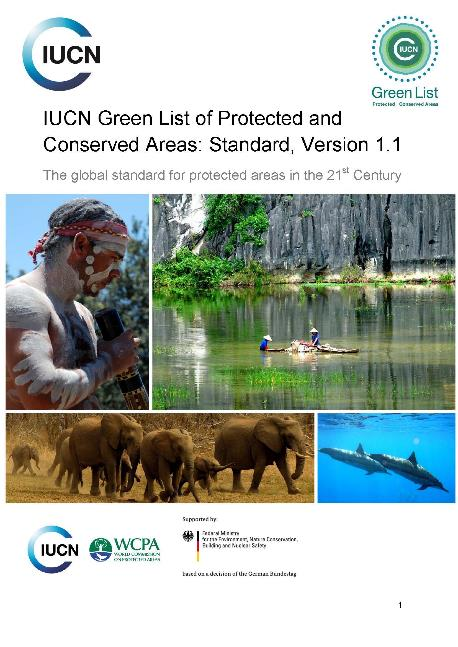 IUCN
IUCN
Green List
Protected Conserved Areas
IUCN Green List of Protected and
Conserved Areas: Standard, Version 1.1
The global standard for protected areas in the 21st Century
Supported by:
IUCN
WCPA
WORLD COMMISSION
ON PROTECTED AREAS
Federal Ministry
for the Environment, Nature Conservation,
Building and Nuclear Safety
based on a decision of the German Bundestag
1